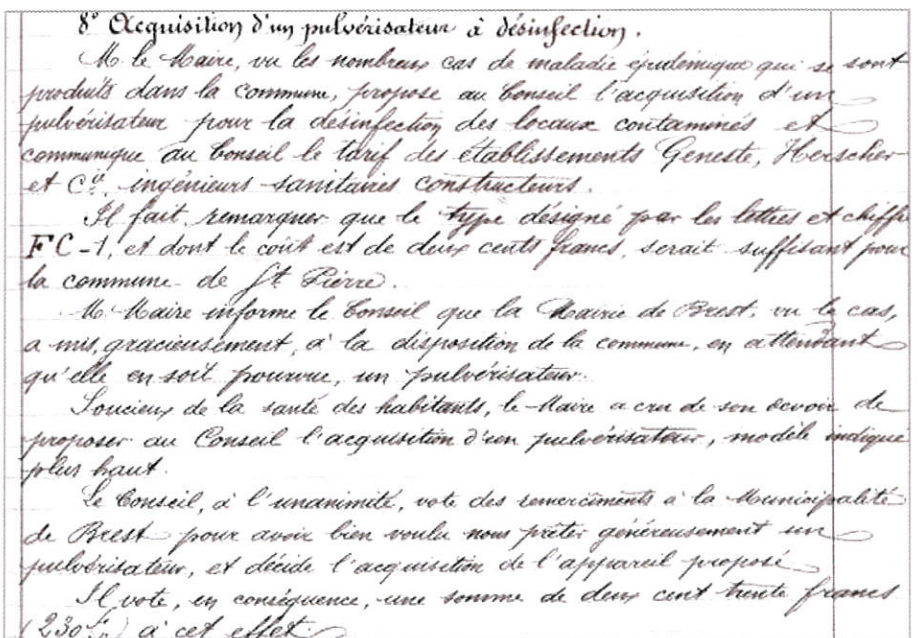 8° Acquisition d'un pulvérisateur à désinfection.
M. le Maire, vu les nombreux cas de maladie épidémique qui se sont
produits dans la commune, propose au Conseil l'acquisition d'un
pulvérisateur pour la désinfection des locaux contaminés et
communique au Conseil le tarif des établissements Geneste, Herscher
et Cie, ingénieurs sanitaires constructeurs.
Il fait remarquer que le type désigné par les lettres et chiffre
FC-1, et dont le coût est de deux cents francs, serait suffisant pour
la commune de St Pierre.
M. Maire informe le Conseil que la Mairie de Brest, vu le cas,
a mis, gracieusement, à la disposition de la commune, en attendant
qu'elle en soit pourvue, un pulvérisateur.
Soucieux de la santé des habitants, le Maire a cru de son devoir de
proposer au Conseil l'acquisition d'un pulvérisateur, modèle indiqué
plus haut.
Le Conseil, à l'unanimité, vote des remerciments à la Municipalité
de Brest pour avoir bien voulu nous prêter généreusement un
pulvérisateur, et décide l'acquisition de l'appareil proposé
Il vote, en conséquence, une somme de deux cent trente francs
(230 f) à cet effet.